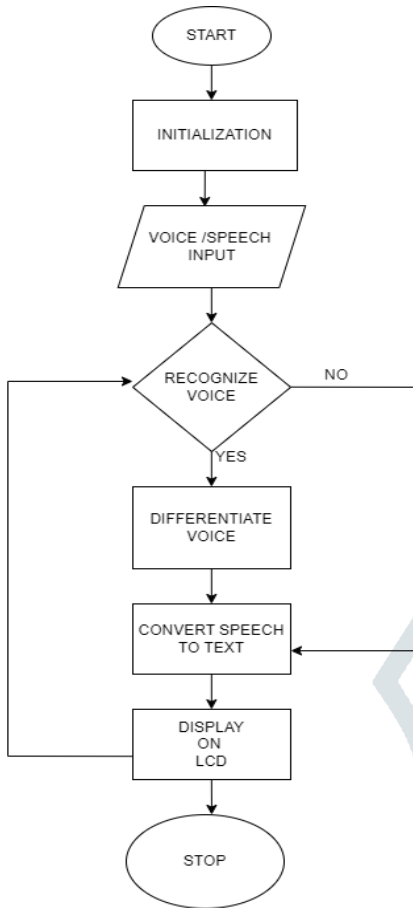 START
INITIALIZATION
VOICE /SPEECH
INPUT
RECOGNIZE
VOICE
NO
YES
DIFFERENTIATE
VOICE
CONVERT SPEECH
TO TEXT
DISPLAY
ON
LCD
STOP